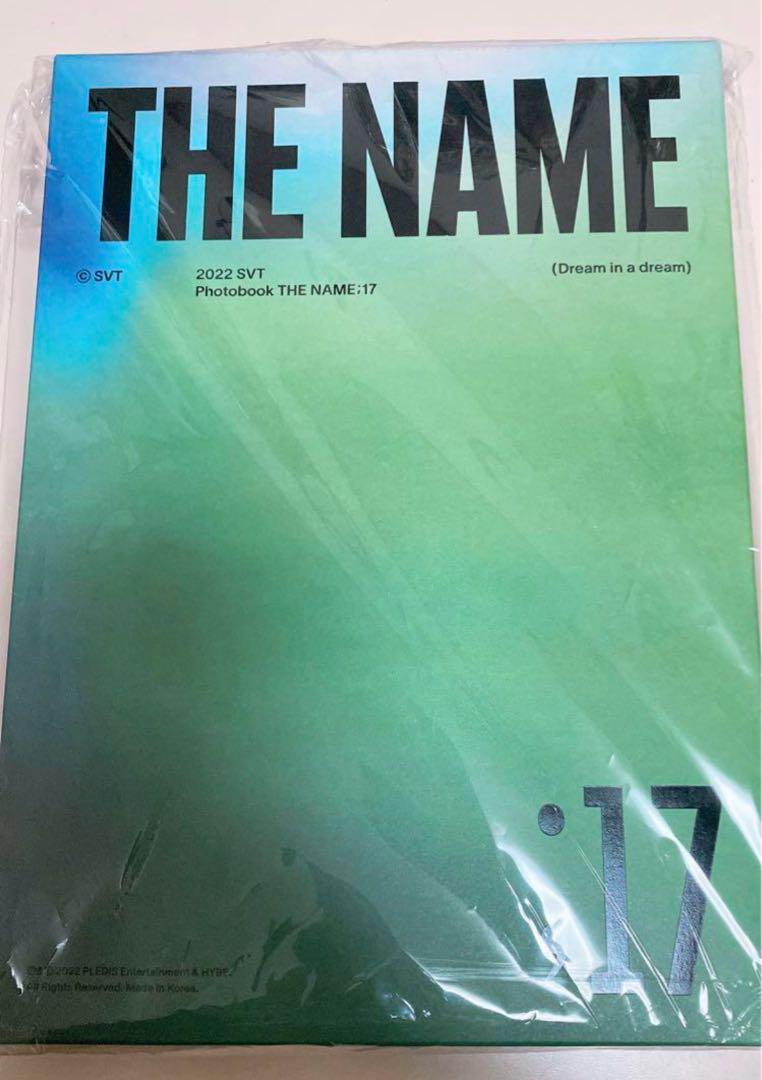 THE NAME
© SVT
2022 SVT
Photobook THE NAME;17
(Dream in a dream)
;17
2022 PLEDIS Entertainment & HYBE.
All Rights Reserved. Made in Korea.